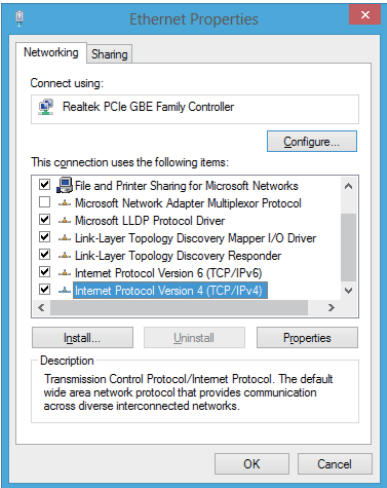 Ethernet Properties
Networking
Sharing
Connect using:
Realtek PCIe GBE Family Controller
Configure...
This connection uses the following items:
File and Printer Sharing for Microsoft Networks
Microsoft Network Adapter Multiplexor Protocol
Microsoft LLDP Protocol Driver
Link-Layer Topology Discovery Mapper I/O Driver
Link-Layer Topology Discovery Responder
Internet Protocol Version 6 (TCP/IPv6)
Internet Protocol Version 4 (TCP/IPv4)
Install...
Uninstall
Properties
Description
Transmission Control Protocol/Internet Protocol. The default
wide area network protocol that provides communication
across diverse interconnected networks.
OK
Cancel